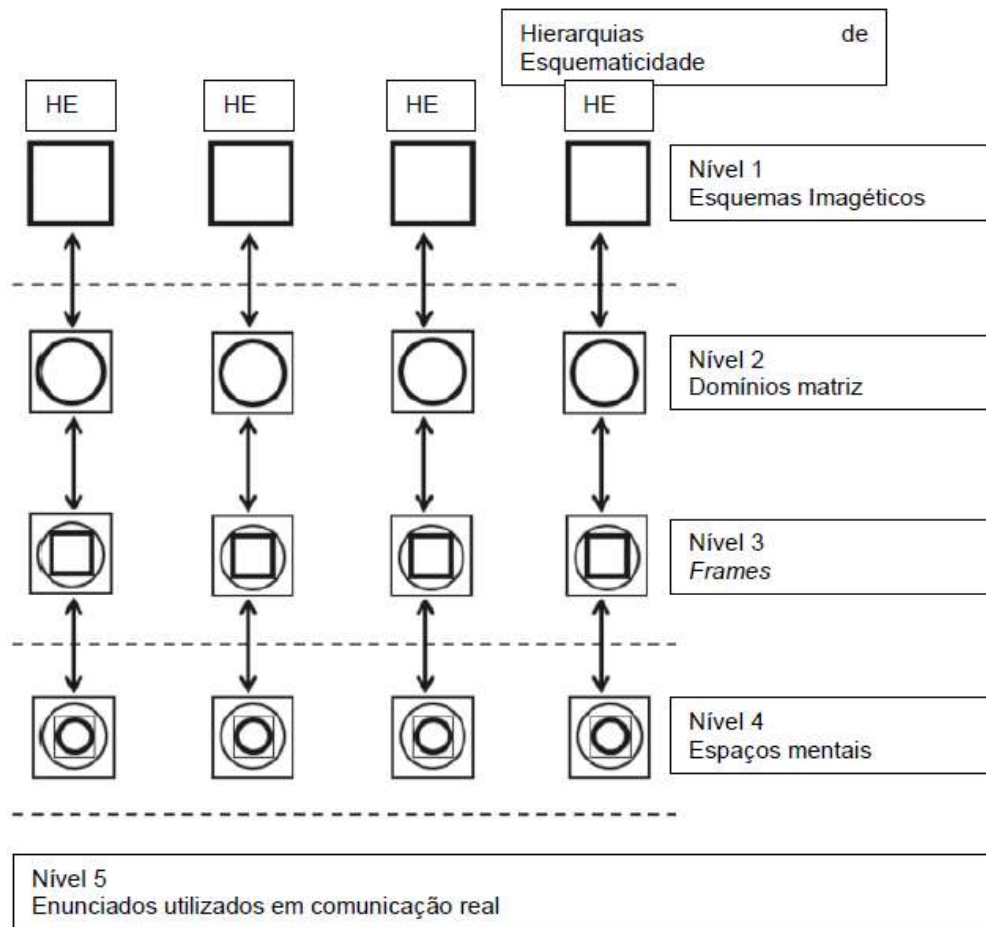 Hierarquias de
Esquematicidade
HE HE HE HE
Nível 1
Esquemas Imagéticos
Nível 2
Domínios matriz
Nível 3
Frames
Nível 4
Espaços mentais
Nível 5
Enunciados utilizados em comunicação real